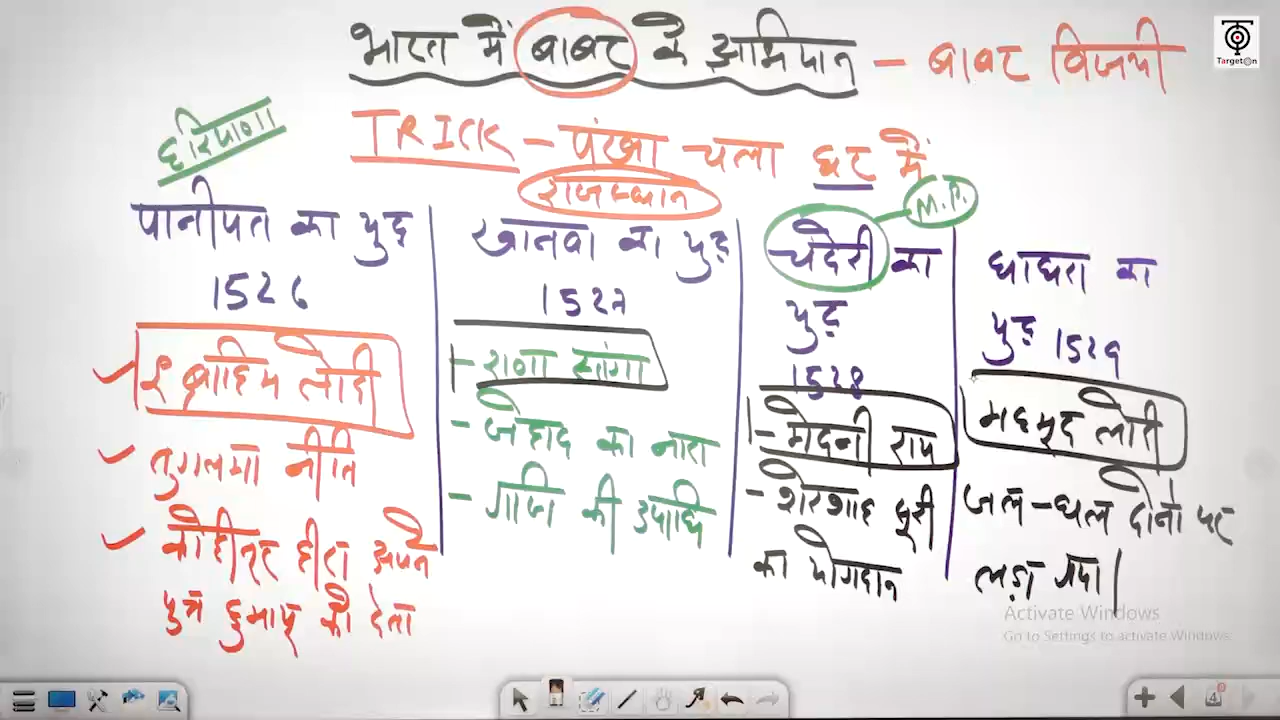 भारत में बाबर के अभियान - बाबर विजयी
TargetOn
हरियाणा
TRICK - पंखा चला घर में
राजस्थान
M.P.
पानीपत का युद्ध
1526
इब्राहिम लोदी
तुगलमा नीति
कोहीनूर हीरा अपने
पुत्र हुमायू को देता
खानवा का युद्ध
1527
- राणा सांगा
- जेहाद का नारा
- गाजि की उपाधि
चंदेरी का
युद्ध
1528
- मेदनी राय
- शेरशाह सूरी
का योगदान
घाघरा का
युद्ध 1529
महमूद लोदी
जल-थल दोनो पर
लड़ा गया|
Activate Windows
Go to Settings to activate Windows.
4